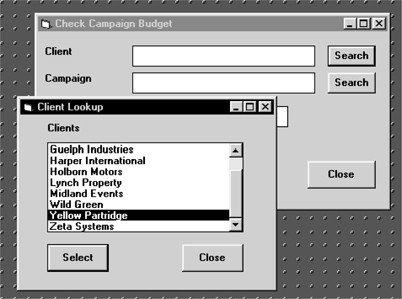 Check Campaign Budget
Client
Search
Campaign
Search
Client Lookup
Clients
Guelph Industries
Harper International
Holborn Motors
Lynch Property
Midland Events
Wild Green
Yellow Partridge
Zeta Systems
Select
Close
Close